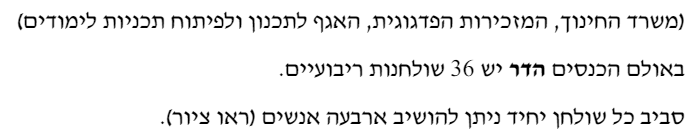 (משרד החינוך, המזכירות הפדגוגית, האגף לתכנון ולפיתוח תכניות לימודים)
באולם הכנסים הדר יש 36 שולחנות ריבועיים.
סביב כל שולחן יחיד ניתן להושיב ארבעה אנשים (ראו ציור).